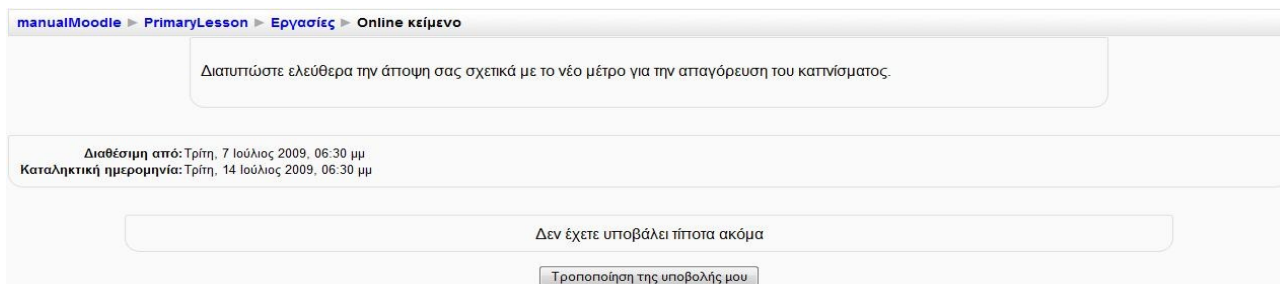 manualMoodle ► PrimaryLesson ► Εργασίες ► Online κείμενο
Διατυπώστε ελεύθερα την άποψη σας σχετικά με το νέο μέτρο για την απαγόρευση του καπνίσματος.
Διαθέσιμη από: Τρίτη, 7 Ιούλιος 2009, 06:30 μμ
Καταληκτική ημερομηνία: Τρίτη, 14 Ιούλιος 2009, 06:30 μμ
Δεν έχετε υποβάλει τίποτα ακόμα
Τροποποίηση της υποβολής μου